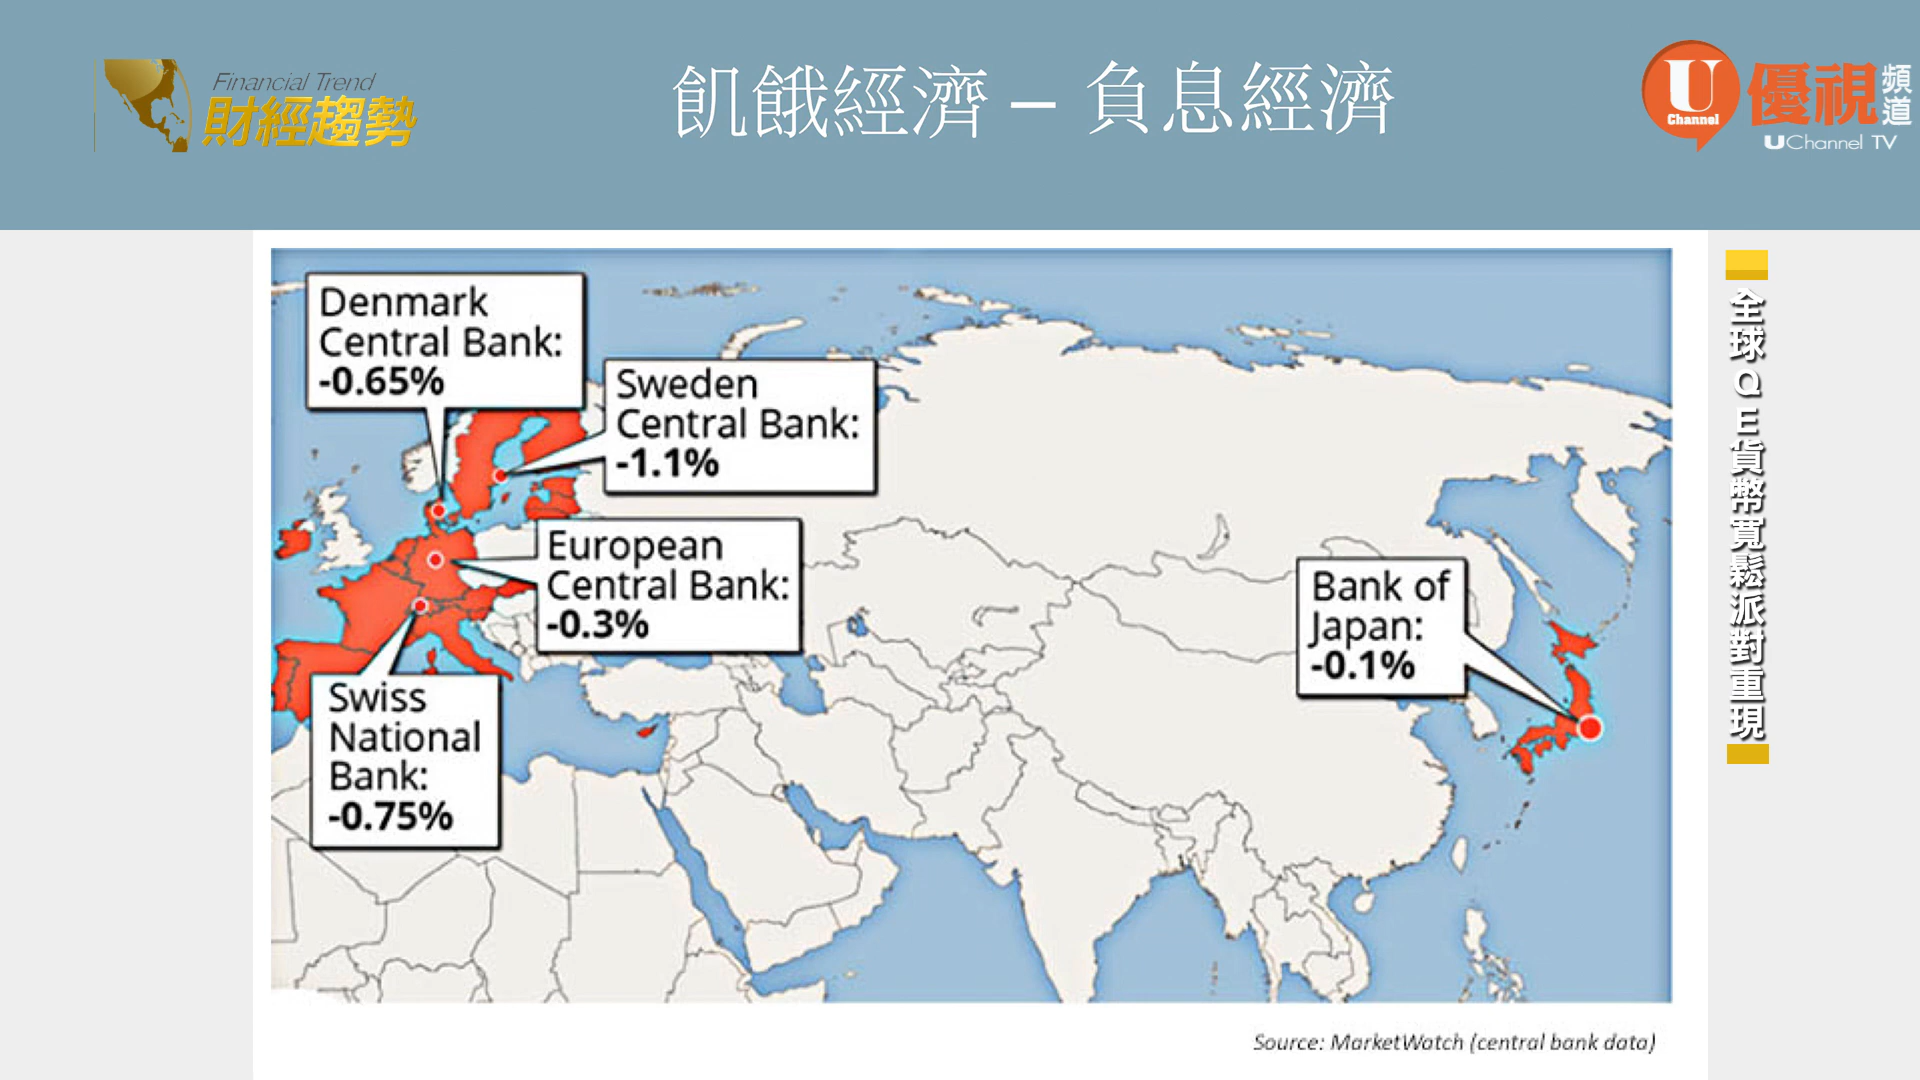 Financial Trend
財經趨勢
飢餓經濟 – 負息經濟
U
Channel
優視
頻道
UChannel TV
Denmark
Central Bank:
-0.65%
Sweden
Central Bank:
-1.1%
European
Central Bank:
-0.3%
Bank of
Japan:
-0.1%
Swiss
National
Bank:
-0.75%
全球QE貨幣寬鬆派對重現
Source: MarketWatch (central bank data)